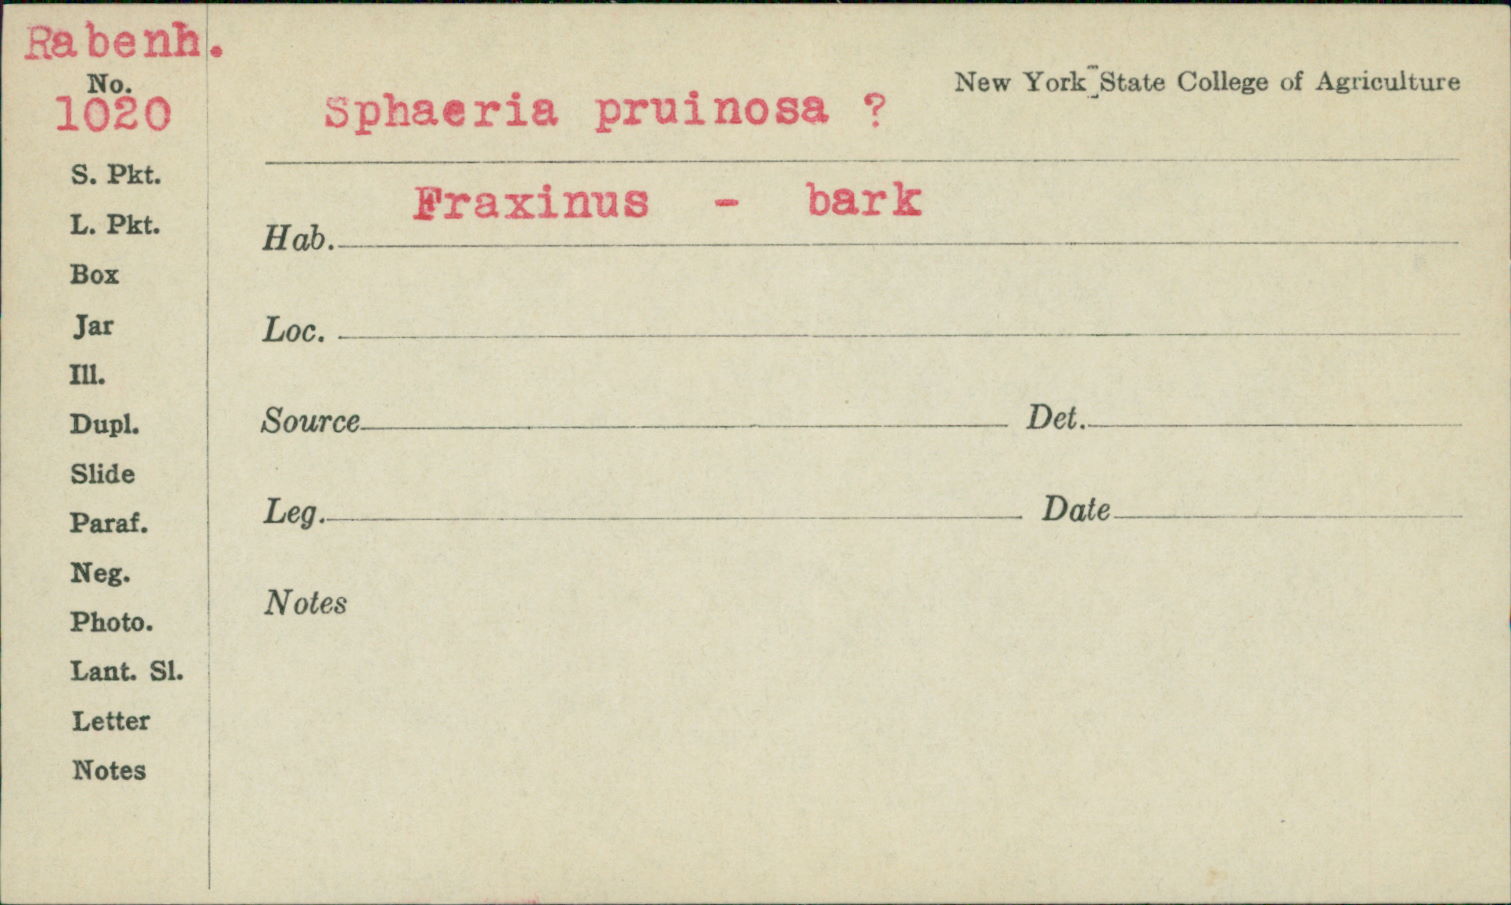 Rabenh.
No.
1020
New York State College of Agriculture
Sphaeria pruinosa ?
S. Pkt.
L. Pkt.
Box
Jar
Ill.
Dupl.
Slide
Paraf.
Neg.
Photo.
Lant. Sl.
Letter
Notes
Fraxinus - bark
Hab.
Loc.
Source Det.
Leg. Date
Notes